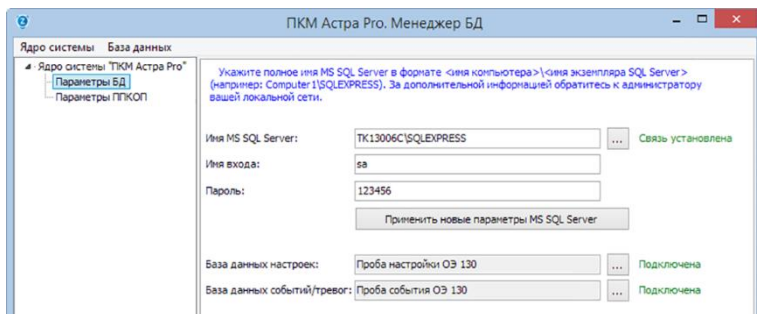 ПКМ Астра Pro. Менеджер БД
Ядро системы База данных
Ядро системы "ПКМ Астра Pro"
Параметры БД
Параметры ППКОП
Укажите полное имя MS SQL Server в формате <имя компьютера>\<имя экземпляра SQL Server>
(например: Computer1\SQLEXPRESS). За дополнительной информацией обратитесь к администратору
вашей локальной сети.
Имя MS SQL Server: TK13006C\SQLEXPRESS ... Связь установлена
Имя входа: sa
Пароль: 123456
Применить новые параметры MS SQL Server
База данных настроек: Проба настройки ОЭ 130 ... Подключена
База данных событий/тревог: Проба события ОЭ 130 ... Подключена